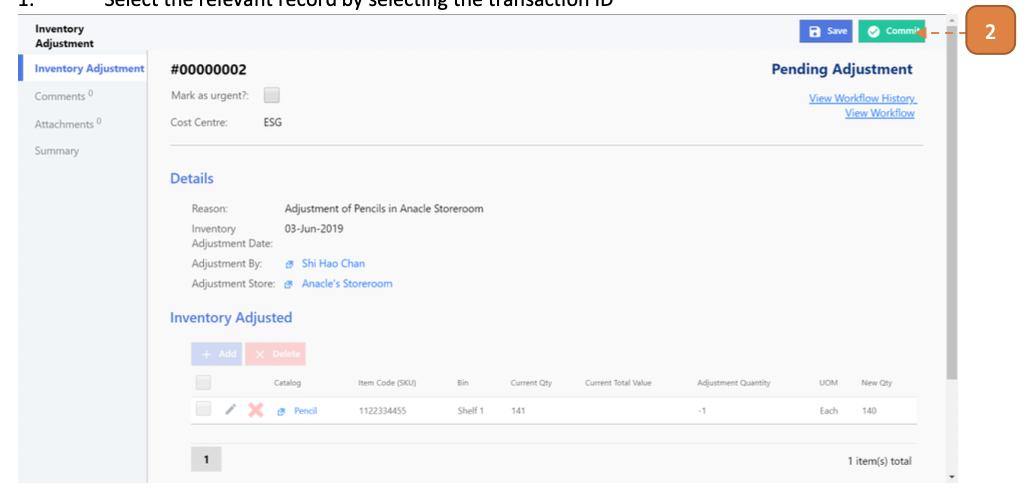 1. Select the relevant record by selecting the transaction ID
Inventory
Adjustment
Save
Commit
2
Inventory Adjustment
#00000002
Pending Adjustment
Comments 0
Mark as urgent?:
View Workflow History
Attachments 0
Cost Centre: ESG
View Workflow
Summary
Details
Reason: Adjustment of Pencils in Anacle Storeroom
Inventory
Adjustment Date: 03-Jun-2019
Adjustment By: Shi Hao Chan
Adjustment Store: Anacle's Storeroom
Inventory Adjusted
+ Add
× Delete
Catalog Item Code (SKU) Bin Current Qty Current Total Value Adjustment Quantity UOM New Qty
Pencil 1122334455 Shelf 1 141 -1 Each 140
1
1 item(s) total